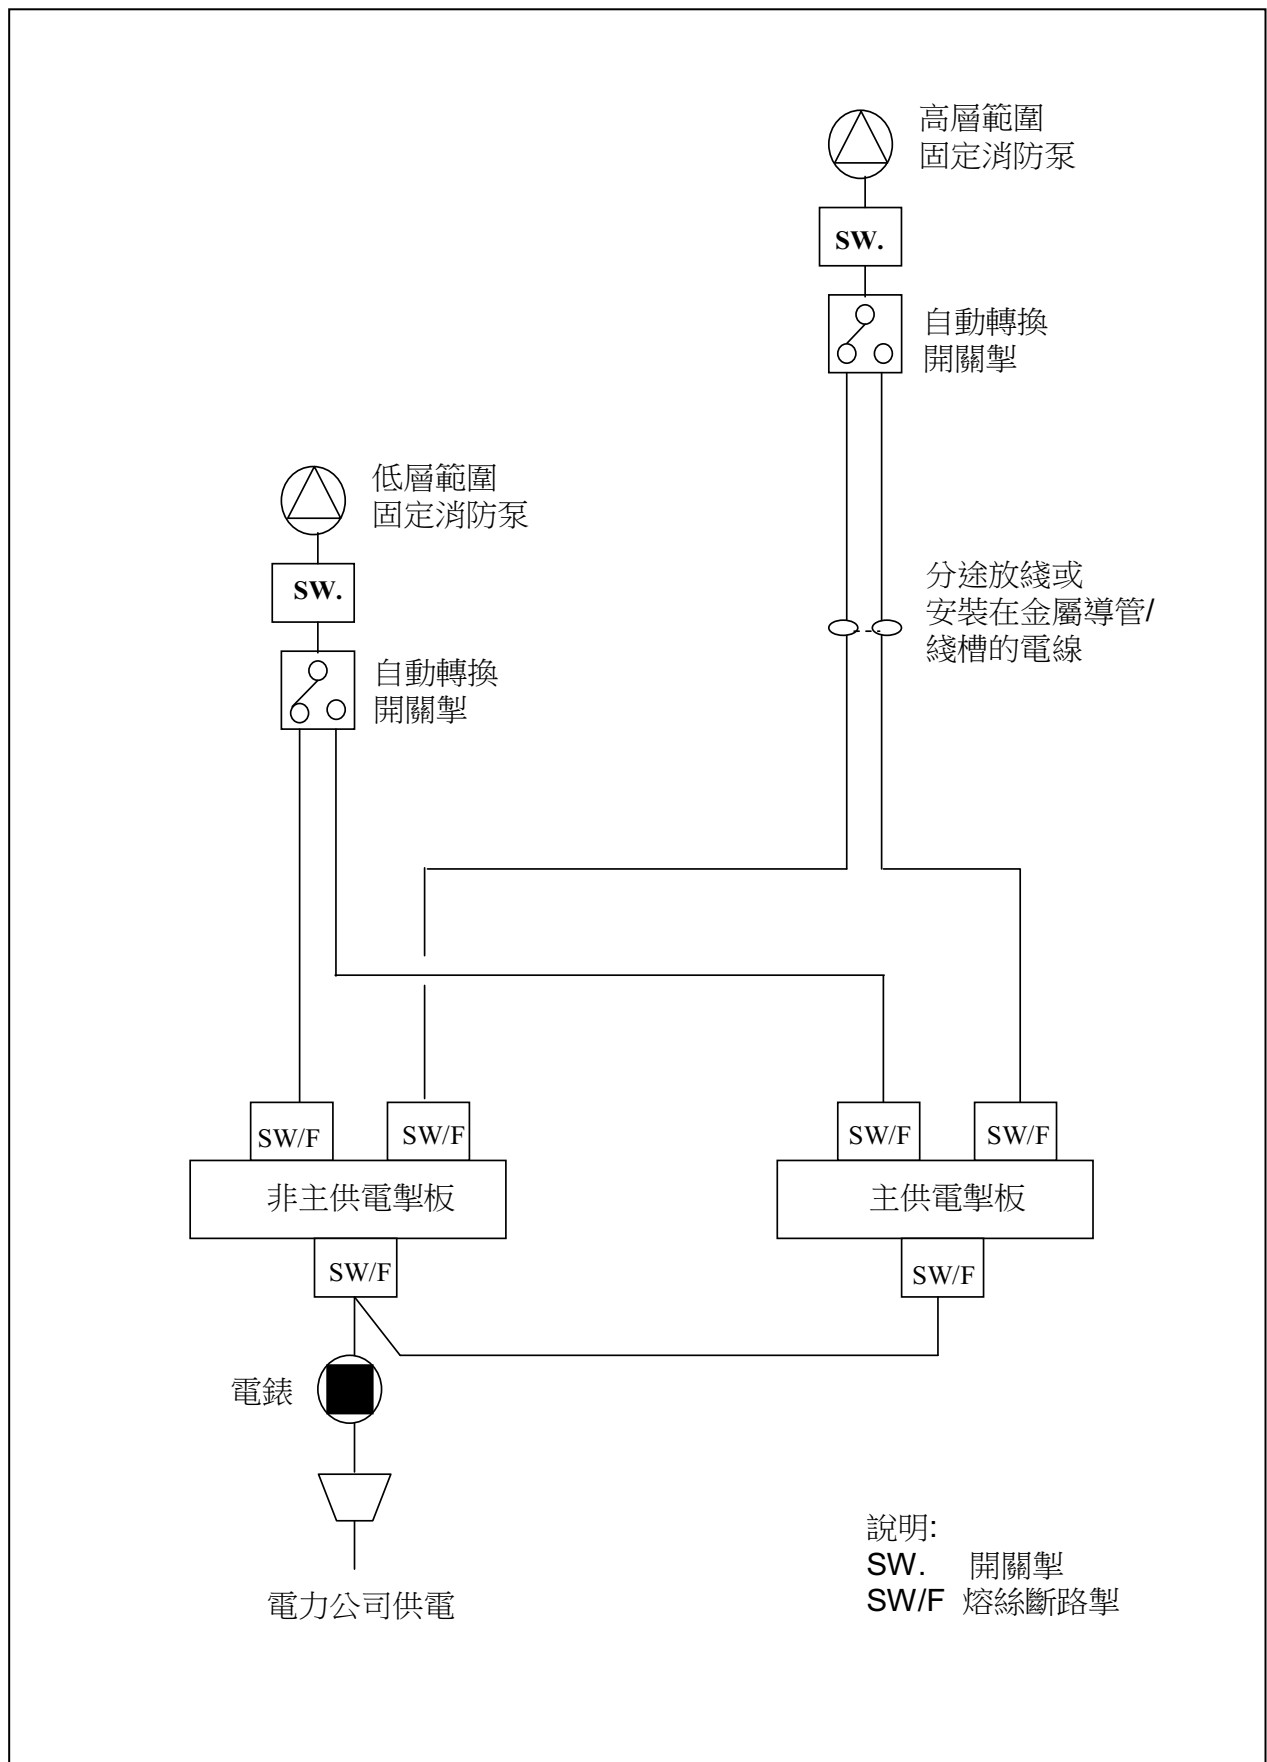 高層範圍
固定消防泵
SW.
自動轉換
開關掣
低層範圍
固定消防泵
SW.
自動轉換
開關掣
分途放綫或
安裝在金屬導管/
綫槽的電線
SW/F
SW/F
SW/F
SW/F
非主供電掣板
主供電掣板
SW/F
SW/F
電錶
電力公司供電
說明:
SW. 開關掣
SW/F 熔絲斷路掣